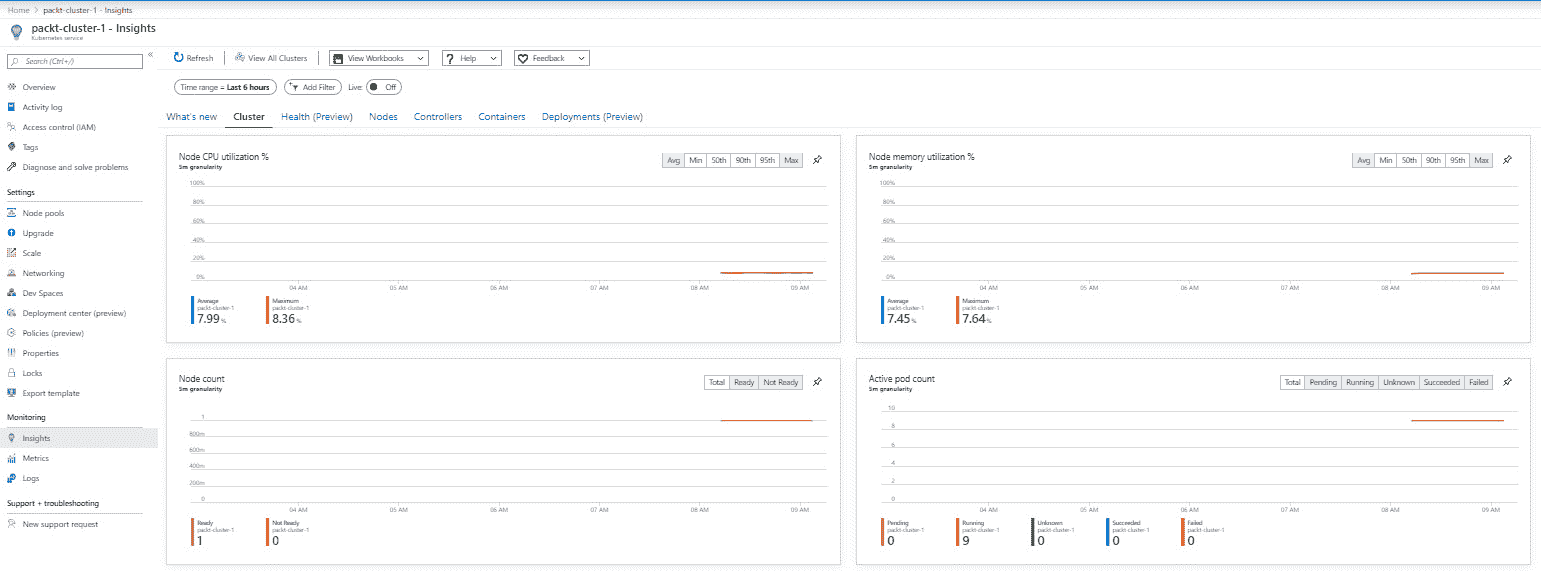 Home > packt-cluster-1 - Insights
packt-cluster-1 - Insights
Kubernetes service
Search (Ctrl+/)
«
Overview
Activity log
Access control (IAM)
Tags
Diagnose and solve problems
Settings
Node pools
Upgrade
Scale
Networking
Dev Spaces
Deployment center (preview)
Policies (preview)
Properties
Locks
Export template
Monitoring
Insights
Metrics
Logs
Support + troubleshooting
New support request
Refresh View All Clusters View Workbooks ? Help Feedback
Time range = Last 6 hours Add Filter Live: Off
What's new Cluster Health (Preview) Nodes Controllers Containers Deployments (Preview)
Node CPU utilization %
5m granularity
Avg Min 50th 90th 95th Max
100%
80%
60%
40%
20%
0%
04 AM 05 AM 06 AM 07 AM 08 AM 09 AM
Average Maximum
packt-cluster-1 packt-cluster-1
7.99 % 8.36 %
Node memory utilization %
5m granularity
Avg Min 50th 90th 95th Max
100%
80%
60%
40%
20%
0%
04 AM 05 AM 06 AM 07 AM 08 AM 09 AM
Average Maximum
packt-cluster-1 packt-cluster-1
7.45 % 7.64 %
Node count
5m granularity
Total Ready Not Ready
1
800m
600m
400m
200m
0
04 AM 05 AM 06 AM 07 AM 08 AM 09 AM
Ready Not Ready
packt-cluster-1 packt-cluster-1
1 0
Active pod count
5m granularity
Total Pending Running Unknown Succeeded Failed
10
8
6
4
2
0
04 AM 05 AM 06 AM 07 AM 08 AM 09 AM
Pending Running Unknown Succeeded Failed
packt-cluster-1 packt-cluster-1 packt-cluster-1 packt-cluster-1 packt-cluster-1
0 9 0 0 0